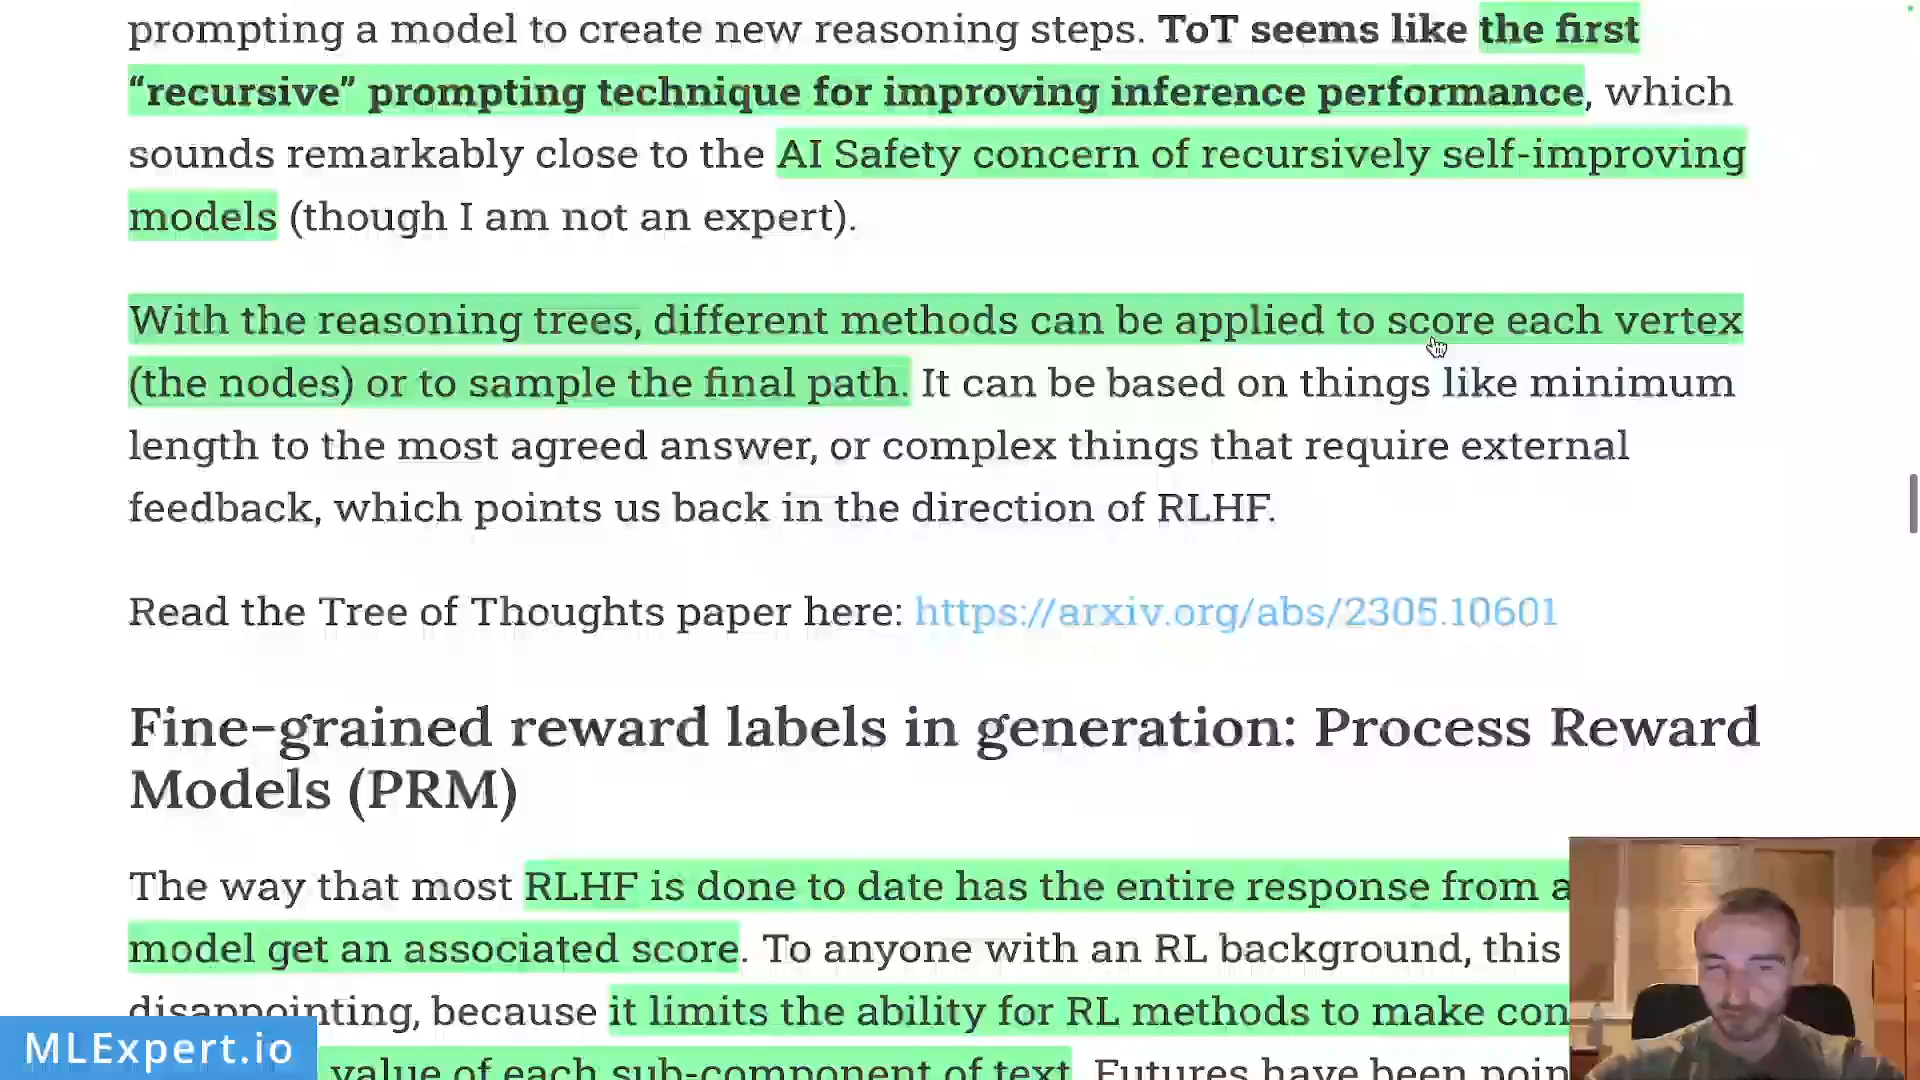 prompting a model to create new reasoning steps. ToT seems like the first
“recursive” prompting technique for improving inference performance, which
sounds remarkably close to the AI Safety concern of recursively self-improving
models (though I am not an expert).
With the reasoning trees, different methods can be applied to score each vertex
(the nodes) or to sample the final path. It can be based on things like minimum
length to the most agreed answer, or complex things that require external
feedback, which points us back in the direction of RLHF.
Read the Tree of Thoughts paper here: https://arxiv.org/abs/2305.10601
Fine-grained reward labels in generation: Process Reward
Models (PRM)
The way that most RLHF is done to date has the entire response from a
model get an associated score. To anyone with an RL background, this
disappointing, because it limits the ability for RL methods to make con
value of each sub-component of text. Futures have been poin
MLExpert.io